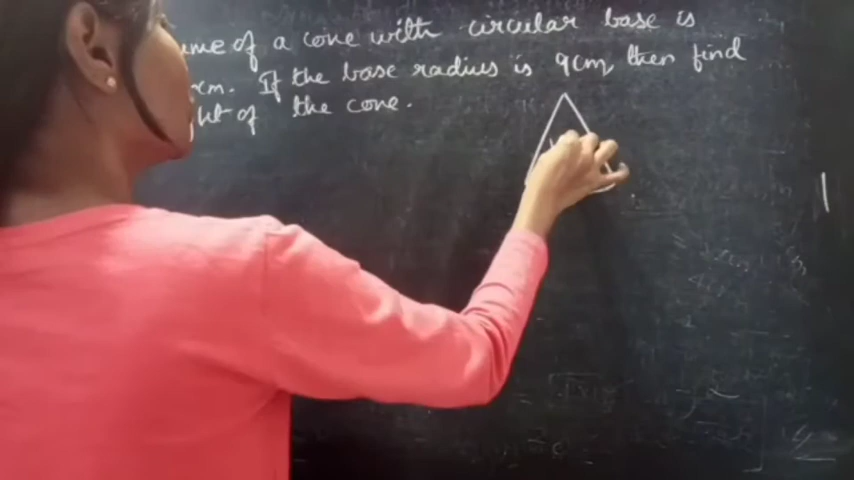 ume of a cone with circular base is
cm. If the base radius is 9cm, then find
ght of the cone.